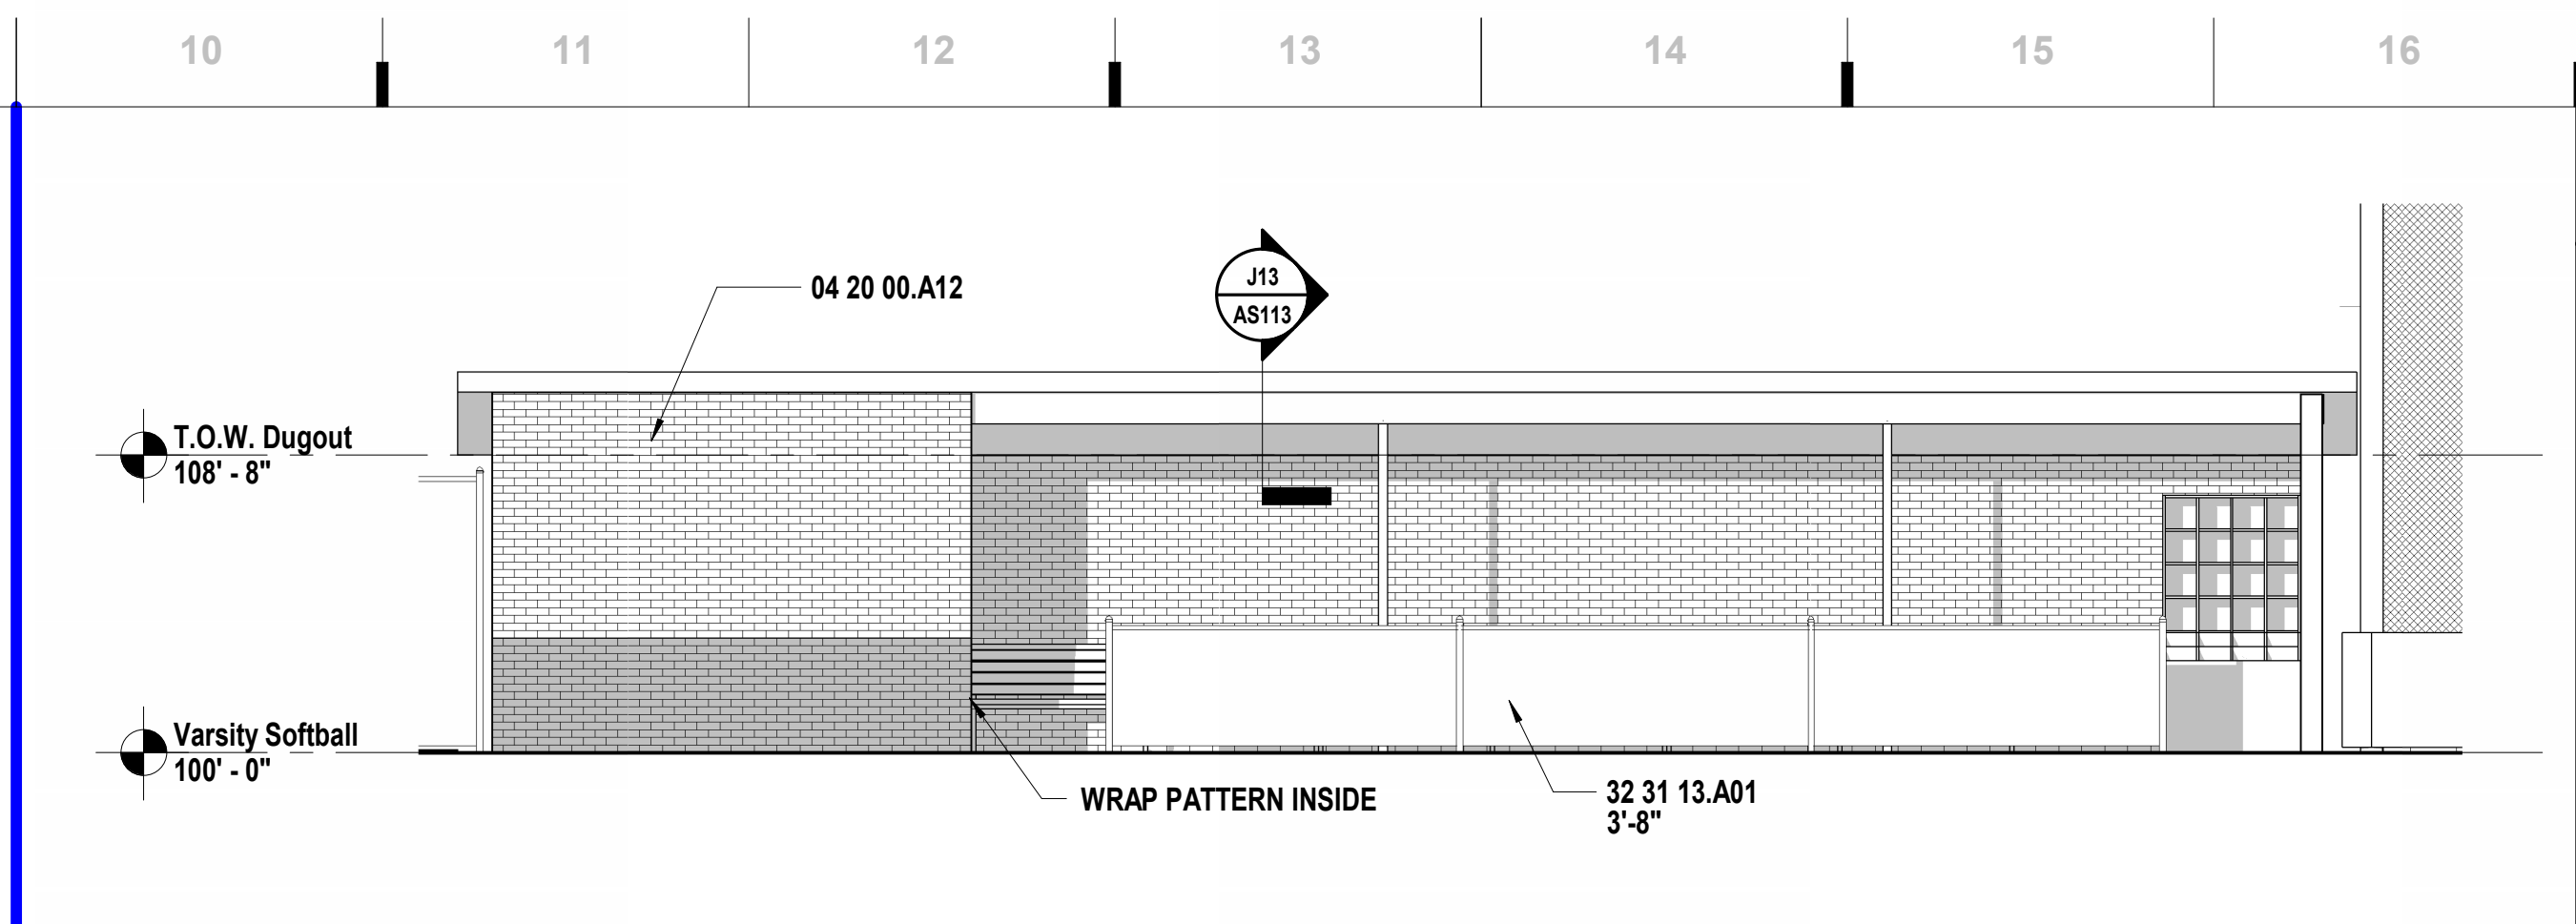 10 11 12 13 14 15 16
04 20 00.A12
J13
AS113
T.O.W. Dugout
108' - 8"
Varsity Softball
100' - 0"
WRAP PATTERN INSIDE
32 31 13.A01
3'-8"